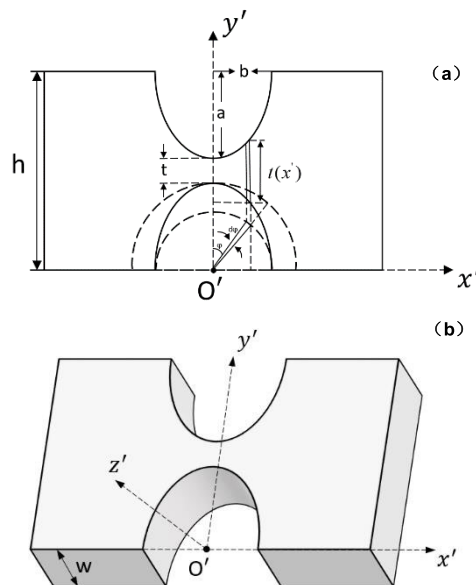 y′
(a)
b
h
a
t
t(x′)
dφ
φ
O′
x′
(b)
y′
z′
w
O′
x′